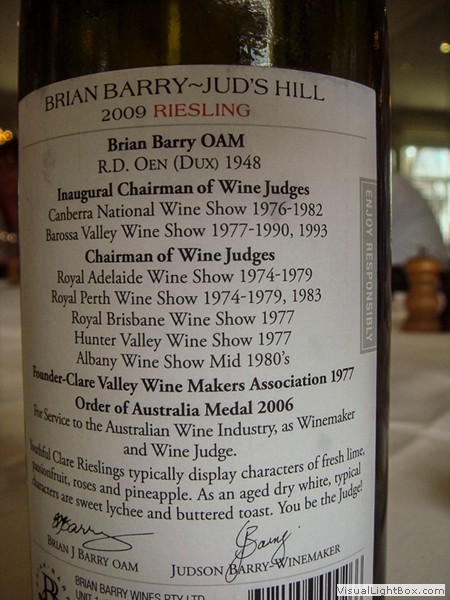 BRIAN BARRY~JUD'S HILL
2009 RIESLING
Brian Barry OAM
R.D. OEN (DUX) 1948
Inaugural Chairman of Wine Judges
Canberra National Wine Show 1976-1982
Barossa Valley Wine Show 1977-1990, 1993
Chairman of Wine Judges
Royal Adelaide Wine Show 1974-1979
Royal Perth Wine Show 1974-1979, 1983
Royal Brisbane Wine Show 1977
Hunter Valley Wine Show 1977
Albany Wine Show Mid 1980's
Founder-Clare Valley Wine Makers Association 1977
Order of Australia Medal 2006
For Service to the Australian Wine Industry, as Winemaker
and Wine Judge.
Youthful Clare Rieslings typically display characters of fresh lime,
passionfruit, roses and pineapple. As an aged dry white, typical
characters are sweet lychee and buttered toast. You be the Judge!
BRIAN J BARRY OAM
JUDSON BARRY~WINEMAKER
BRIAN BARRY WINES PTY LTD
UNIT
ENJOY RESPONSIBLY
VisualLightBox.com